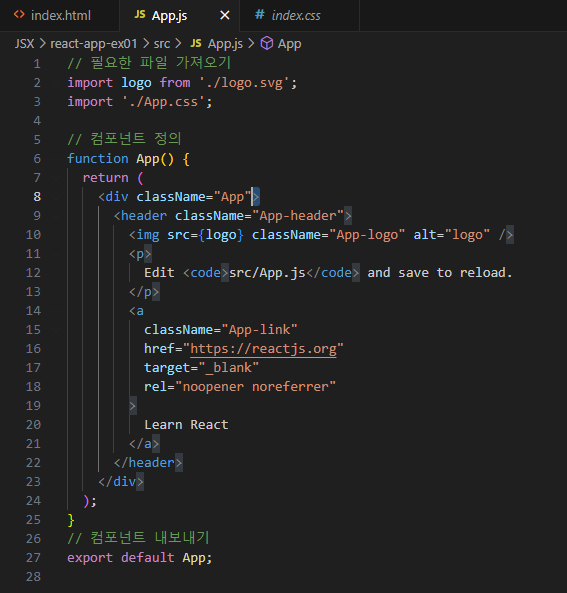 index.html JS App.js × # index.css
JSX > react-app-ex01 > src > JS App.js > App
1 // 필요한 파일 가져오기
2 import logo from './logo.svg';
3 import './App.css';
4
5 // 컴포넌트 정의
6 function App() {
7 return (
8 <div className="App">
9 <header className="App-header">
10 <img src={logo} className="App-logo" alt="logo" />
11 <p>
12 Edit <code>src/App.js</code> and save to reload.
13 </p>
14 <a
15 className="App-link"
16 href="https://reactjs.org"
17 target="_blank"
18 rel="noopener noreferrer"
19 >
20 Learn React
21 </a>
22 </header>
23 </div>
24 );
25 }
26 // 컴포넌트 내보내기
27 export default App;
28